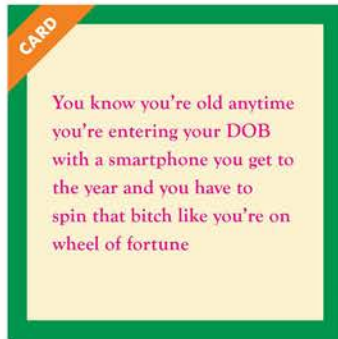 CARD
You know you're old anytime
you're entering your DOB
with a smartphone you get to
the year and you have to
spin that bitch like you're on
wheel of fortune